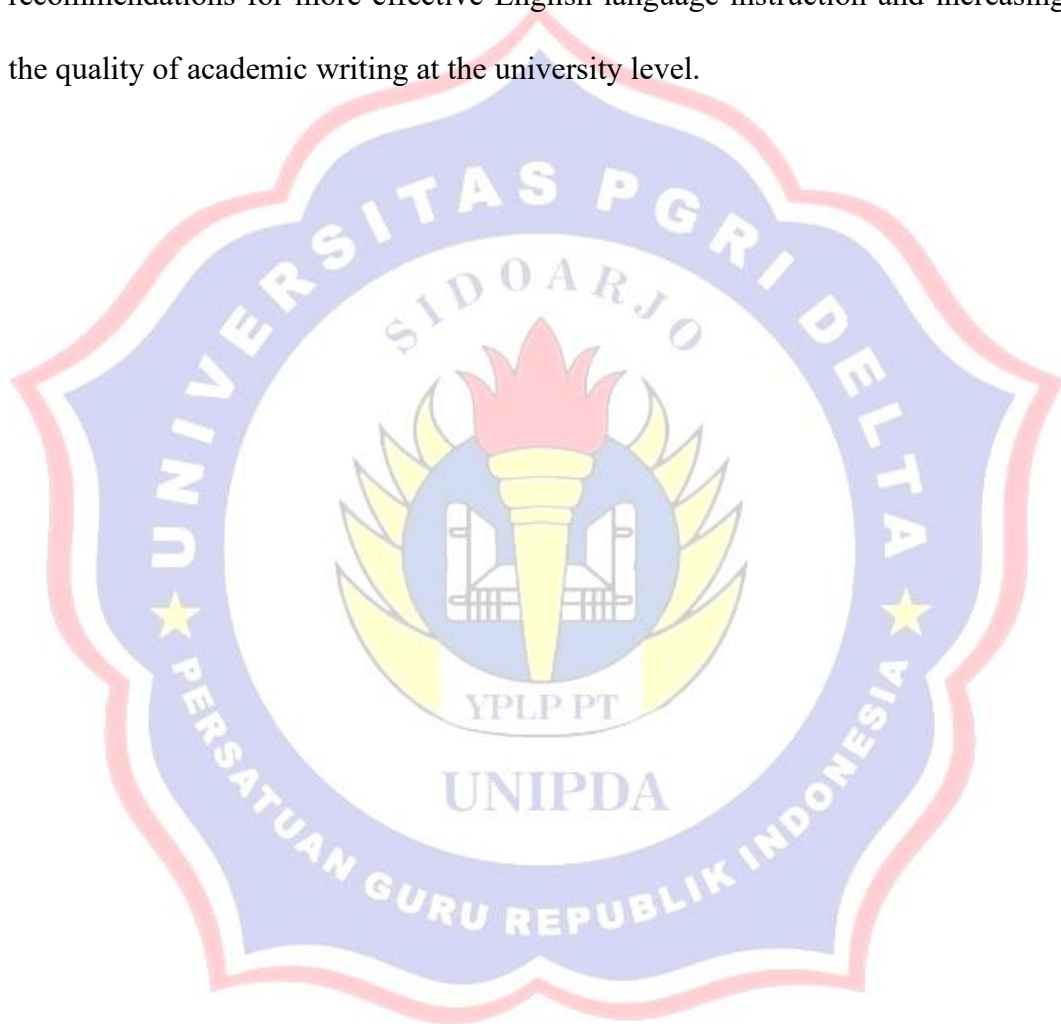 recommendations for more effective English language instruction and increasing
the quality of academic writing at the university level.
UNIVERSITAS PGRI DELTA
SIDOARJO
YPLP PT
UNIPDA
PERSATUAN GURU REPUBLIK INDONESIA